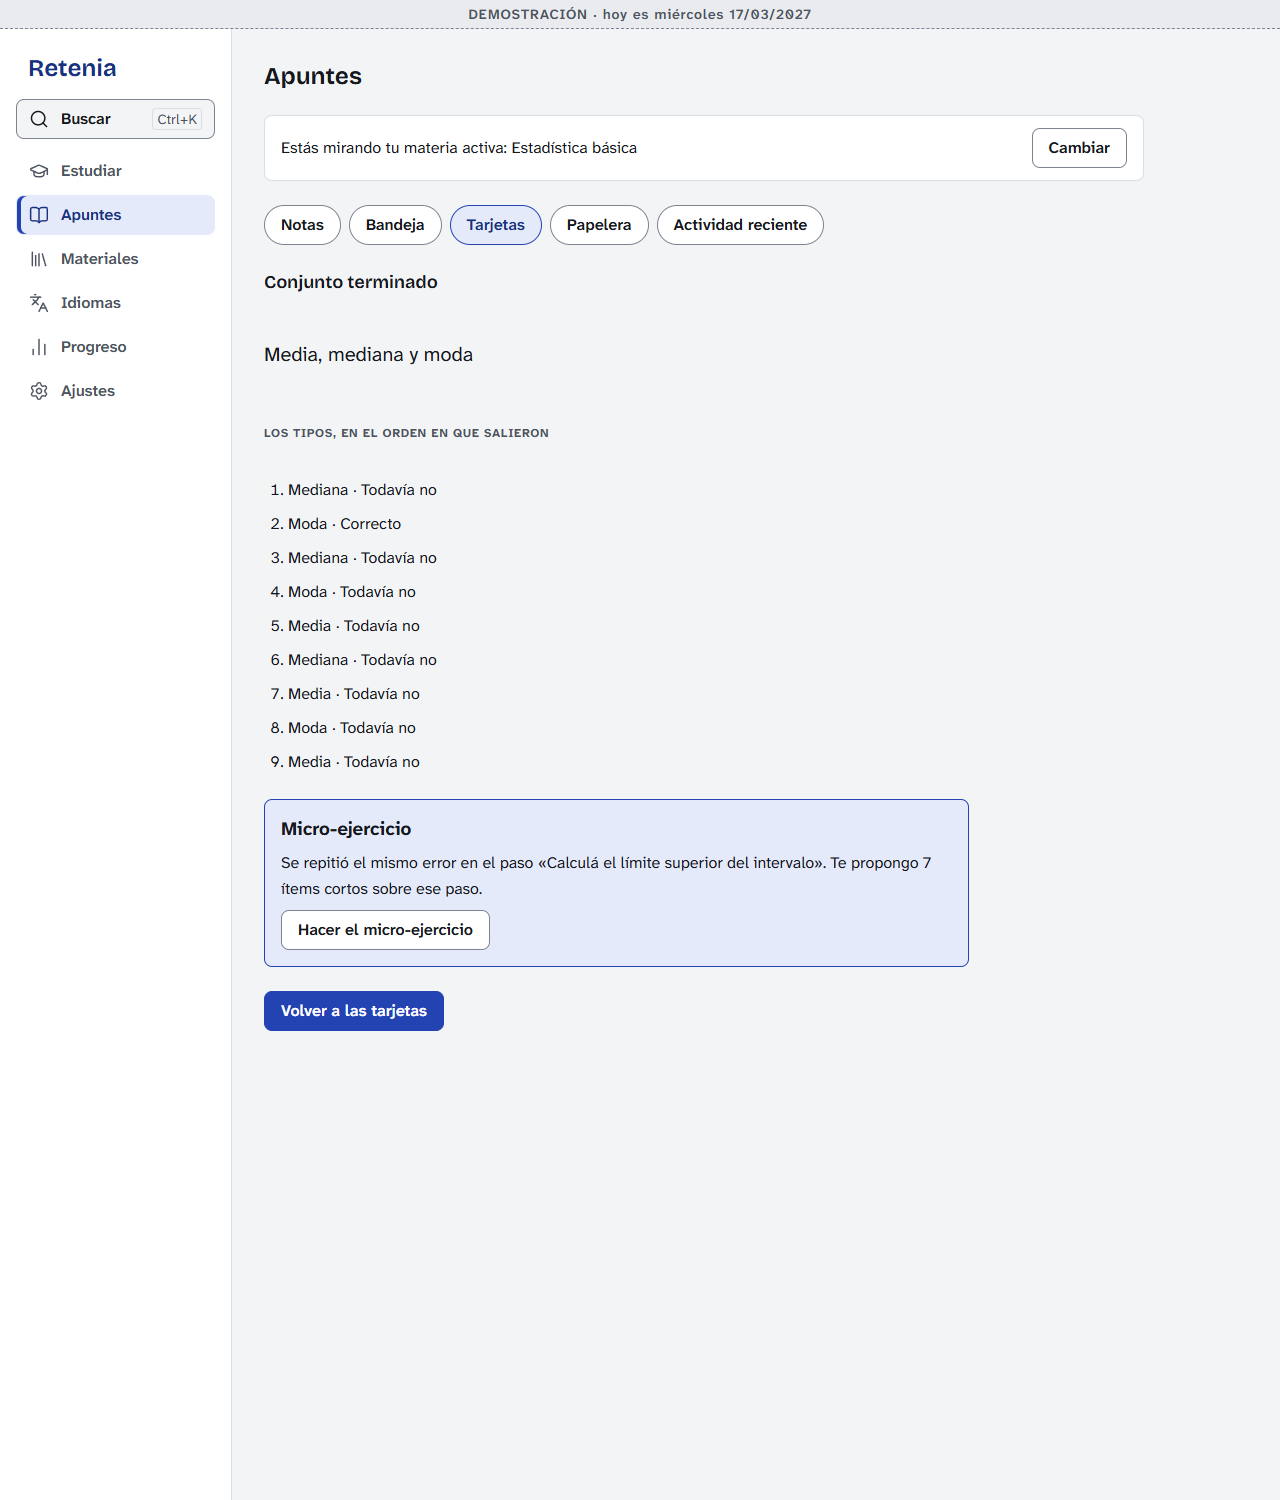 DEMOSTRACIÓN · hoy es miércoles 17/03/2027
Retenia
Buscar Ctrl+K
Estudiar
Apuntes
Materiales
Idiomas
Progreso
Ajustes
Apuntes
Estás mirando tu materia activa: Estadística básica
Cambiar
Notas Bandeja Tarjetas Papelera Actividad reciente
Conjunto terminado
Media, mediana y moda
LOS TIPOS, EN EL ORDEN EN QUE SALIERON
1. Mediana · Todavía no
2. Moda · Correcto
3. Mediana · Todavía no
4. Moda · Todavía no
5. Media · Todavía no
6. Mediana · Todavía no
7. Media · Todavía no
8. Moda · Todavía no
9. Media · Todavía no
Micro-ejercicio
Se repitió el mismo error en el paso «Calculá el límite superior del intervalo». Te propongo 7
ítems cortos sobre ese paso.
Hacer el micro-ejercicio
Volver a las tarjetas